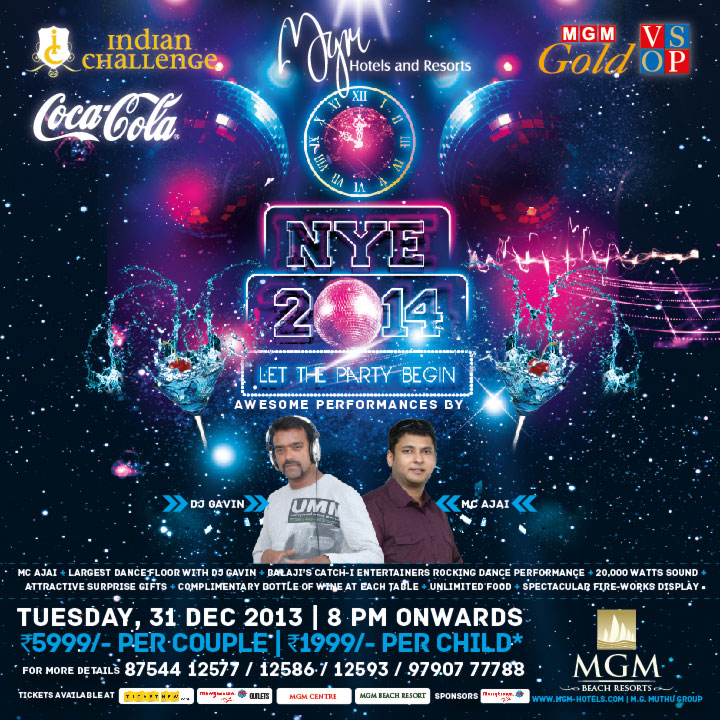 indian CHALLENGE
Mgm Hotels and Resorts
MGM Gold VSOP
Coca-Cola
XII
NYE
2014
LET THE PARTY BEGIN
AWESOME PERFORMANCES BY
DJ GAVIN
MC AJAI
MC AJAI + LARGEST DANCE FLOOR WITH DJ GAVIN + BALAJI'S CATCH-I ENTERTAINERS ROCKING DANCE PERFORMANCE + 20,000 WATTS SOUND +
ATTRACTIVE SURPRISE GIFTS + COMPLIMENTARY BOTTLE OF WINE AT EACH TABLE + UNLIMITED FOOD + SPECTACULAR FIRE-WORKS DISPLAY
TUESDAY, 31 DEC 2013 | 8 PM ONWARDS
₹5999/- PER COUPLE | ₹1999/- PER CHILD*
FOR MORE DETAILS 87544 12577 / 12586 / 12593 / 97907 77788
MGM
BEACH RESORTS
TICKETS AVAILABLE AT TICKETNEW.com OUTLETS MGM CENTRE MGM BEACH RESORT SPONSORS
WWW.MGM-HOTELS.COM | M.G. MUTHU GROUP